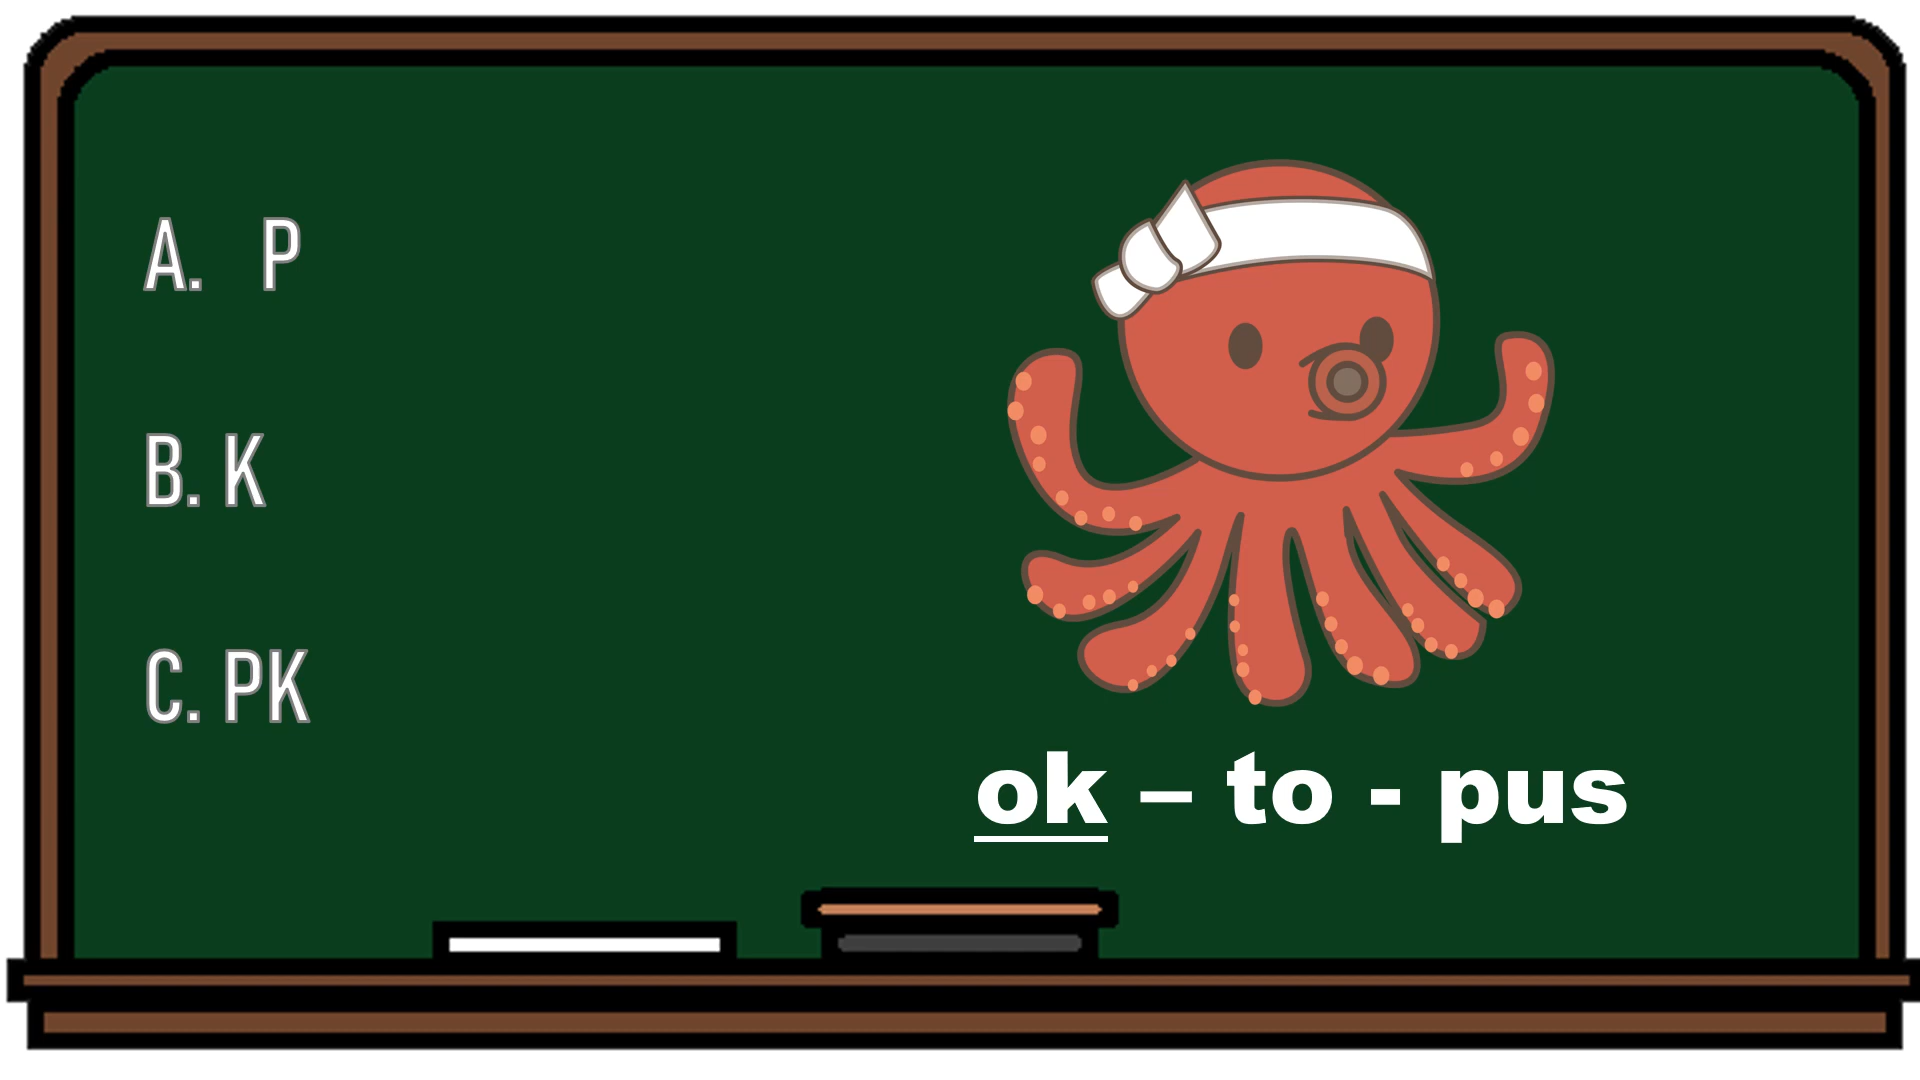 A. P
B. K
C. PK
ok – to - pus